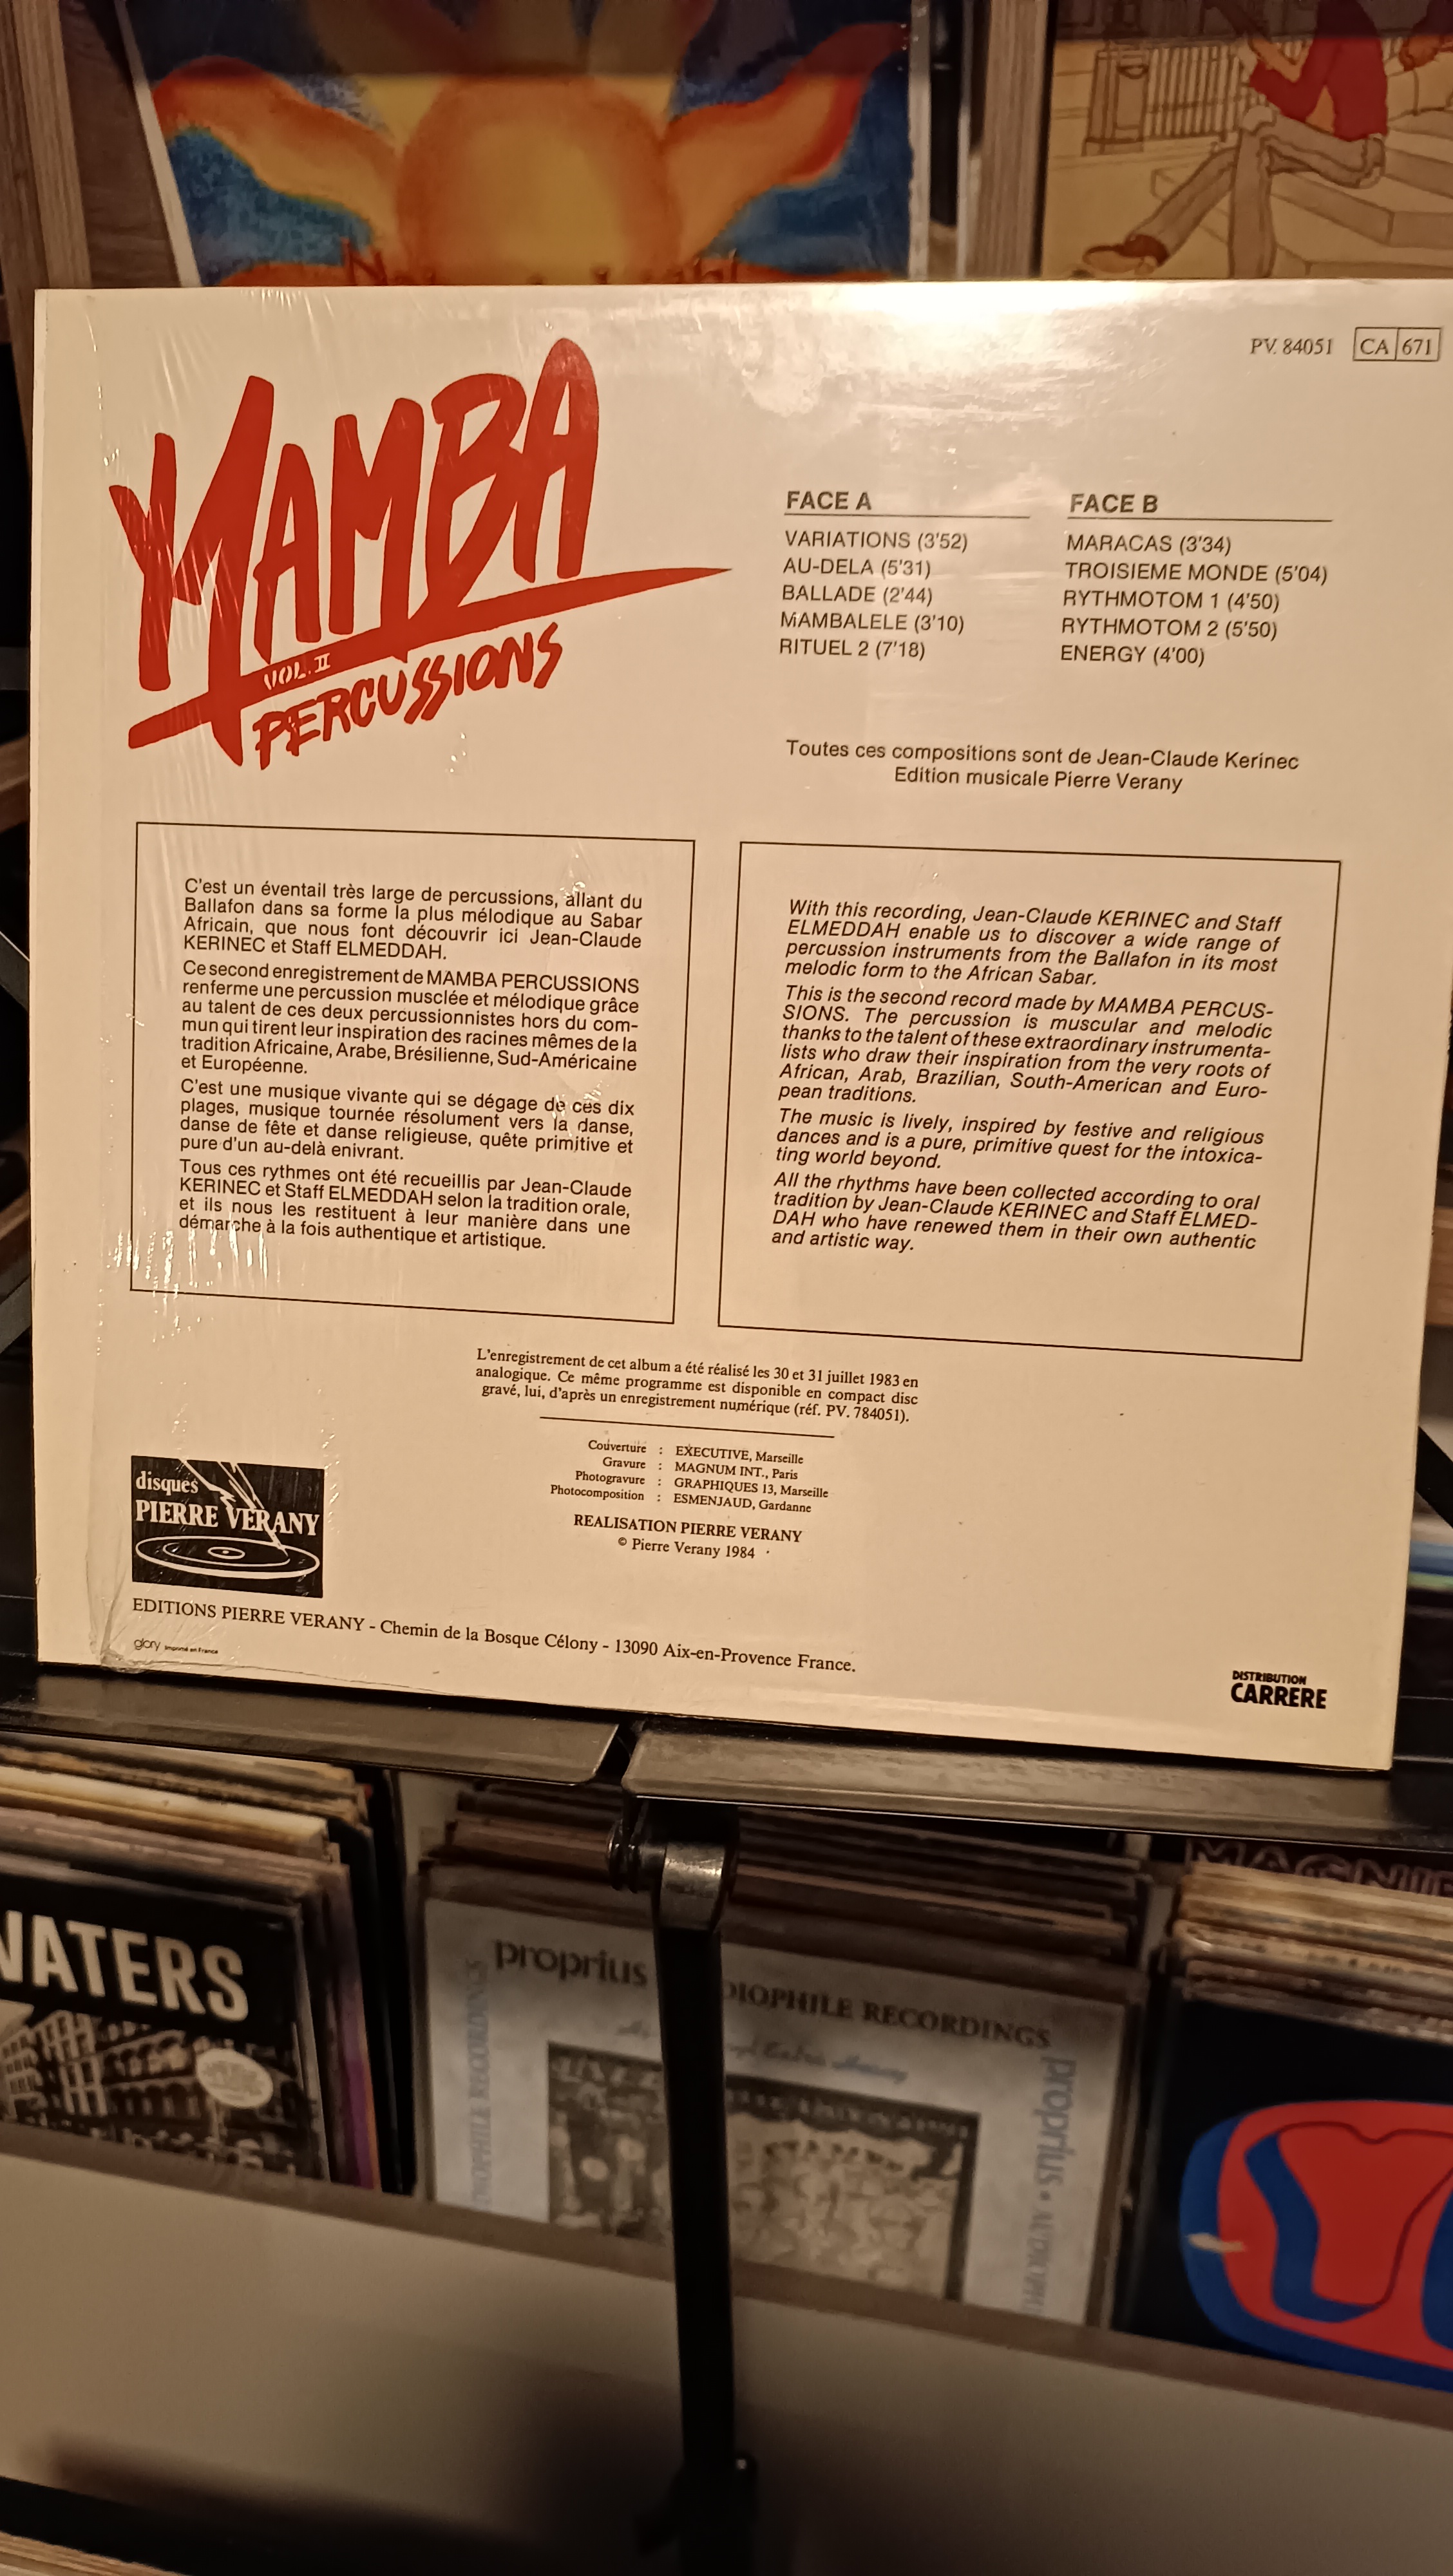 PV. 84051 CA 671
MAMBA
VOL. II
PERCUSSIONS
FACE A
VARIATIONS (3'52)
AU-DELA (5'31)
BALLADE (2'44)
MAMBALELE (3'10)
RITUEL 2 (7'18)
FACE B
MARACAS (3'34)
TROISIEME MONDE (5'04)
RYTHMOTOM 1 (4'50)
RYTHMOTOM 2 (5'50)
ENERGY (4'00)
Toutes ces compositions sont de Jean-Claude Kerinec
Edition musicale Pierre Verany
C'est un éventail très large de percussions, allant du
Ballafon dans sa forme la plus mélodique au Sabar
Africain, que nous font découvrir ici Jean-Claude
KERINEC et Staff ELMEDDAH.
Ce second enregistrement de MAMBA PERCUSSIONS
renferme une percussion musclée et mélodique grâce
au talent de ces deux percussionnistes hors du com-
mun qui tirent leur inspiration des racines mêmes de la
tradition Africaine, Arabe, Brésilienne, Sud-Américaine
et Européenne.
C'est une musique vivante qui se dégage de ces dix
plages, musique tournée résolument vers la danse,
danse de fête et danse religieuse, quête primitive et
pure d'un au-delà enivrant.
Tous ces rythmes ont été recueillis par Jean-Claude
KERINEC et Staff ELMEDDAH selon la tradition orale,
et ils nous les restituent à leur manière dans une
démarche à la fois authentique et artistique.
With this recording, Jean-Claude KERINEC and Staff
ELMEDDAH enable us to discover a wide range of
percussion instruments from the Ballafon in its most
melodic form to the African Sabar.
This is the second record made by MAMBA PERCUS-
SIONS. The percussion is muscular and melodic
thanks to the talent of these extraordinary instrumenta-
lists who draw their inspiration from the very roots of
African, Arab, Brazilian, South-American and Euro-
pean traditions.
The music is lively, inspired by festive and religious
dances and is a pure, primitive quest for the intoxica-
ting world beyond.
All the rhythms have been collected according to oral
tradition by Jean-Claude KERINEC and Staff ELMED-
DAH who have renewed them in their own authentic
and artistic way.
L'enregistrement de cet album a été réalisé les 30 et 31 juillet 1983 en
analogique. Ce même programme est disponible en compact disc
gravé, lui, d'après un enregistrement numérique (réf. PV. 784051).
Couverture : EXECUTIVE, Marseille
Gravure : MAGNUM INT., Paris
Photogravure : GRAPHIQUES 13, Marseille
Photocomposition : ESMENJAUD, Gardanne
REALISATION PIERRE VERANY
© Pierre Verany 1984
disques
PIERRE VERANY
EDITIONS PIERRE VERANY - Chemin de la Bosque Célony - 13090 Aix-en-Provence France.
glory Imprimé en France
DISTRIBUTION
CARRERE
WATERS
proprius
RECORDINGS
proprius